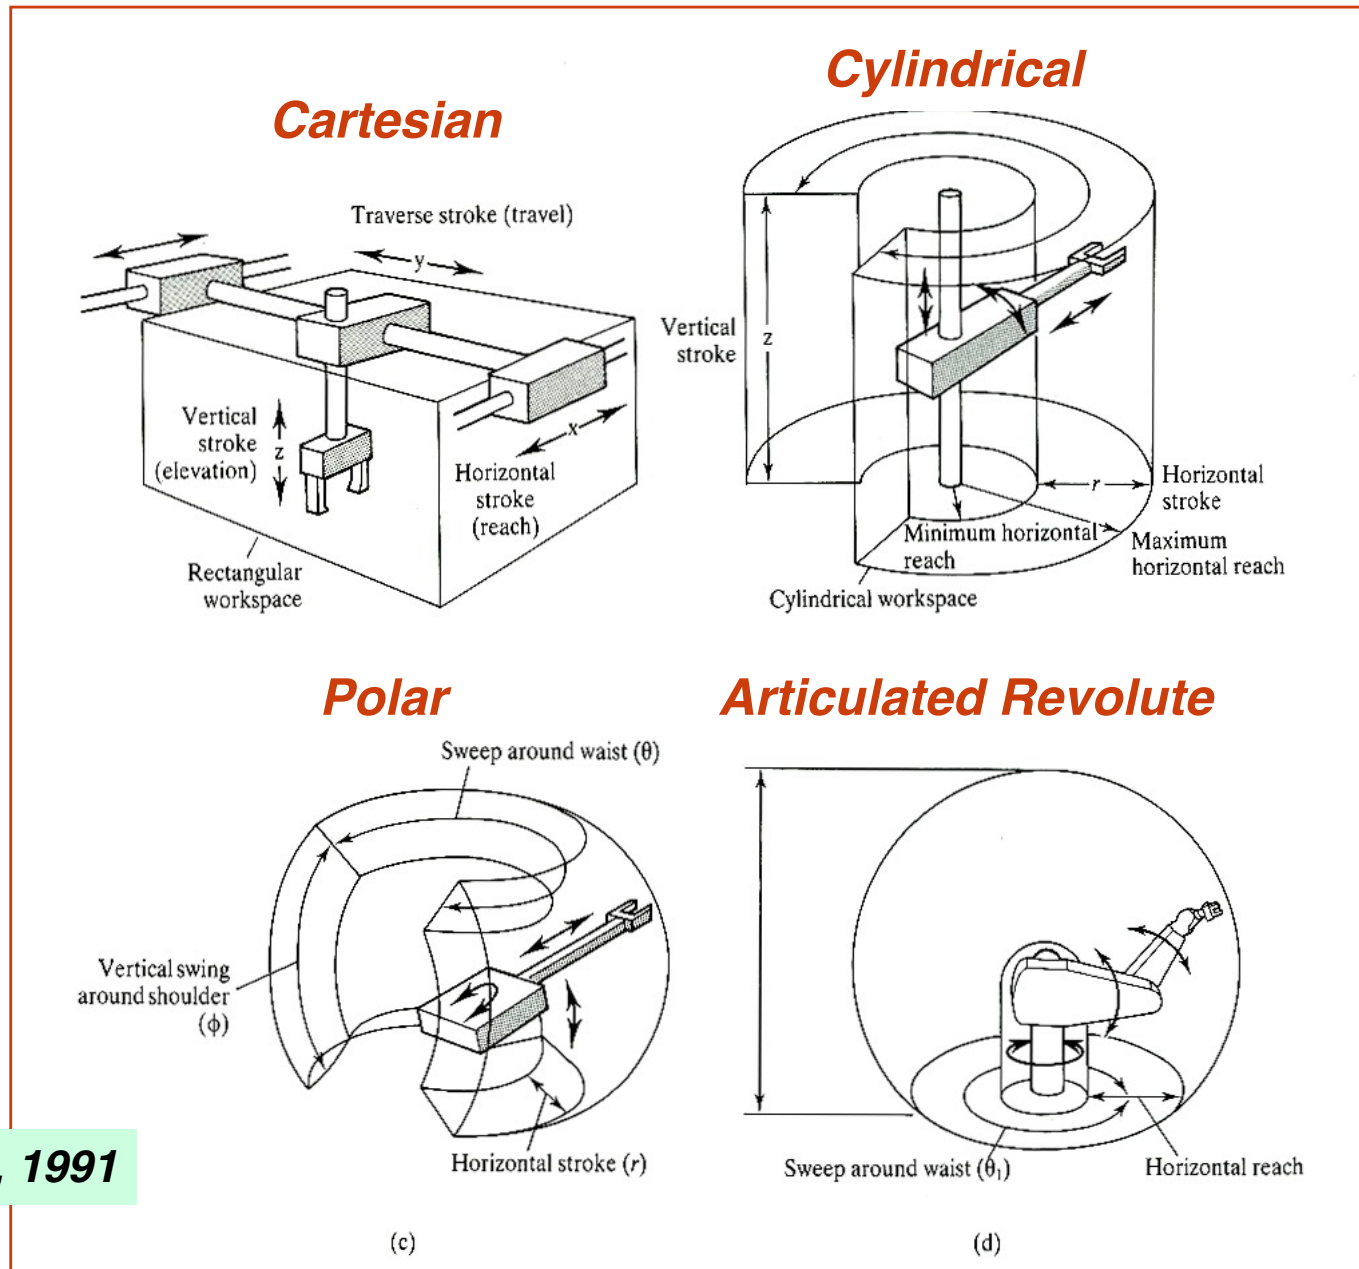 Cartesian
Traverse stroke (travel)
y
Vertical
stroke
(elevation)
z
x
Horizontal
stroke
(reach)
Rectangular
workspace
Cylindrical
Vertical
stroke
z
r
Horizontal
stroke
Minimum horizontal
reach
Maximum
horizontal reach
Cylindrical workspace
Polar
Sweep around waist (θ)
Vertical swing
around shoulder
(ϕ)
Horizontal stroke (r)
(c)
Articulated Revolute
Sweep around waist (θ₁)
Horizontal reach
(d)
, 1991